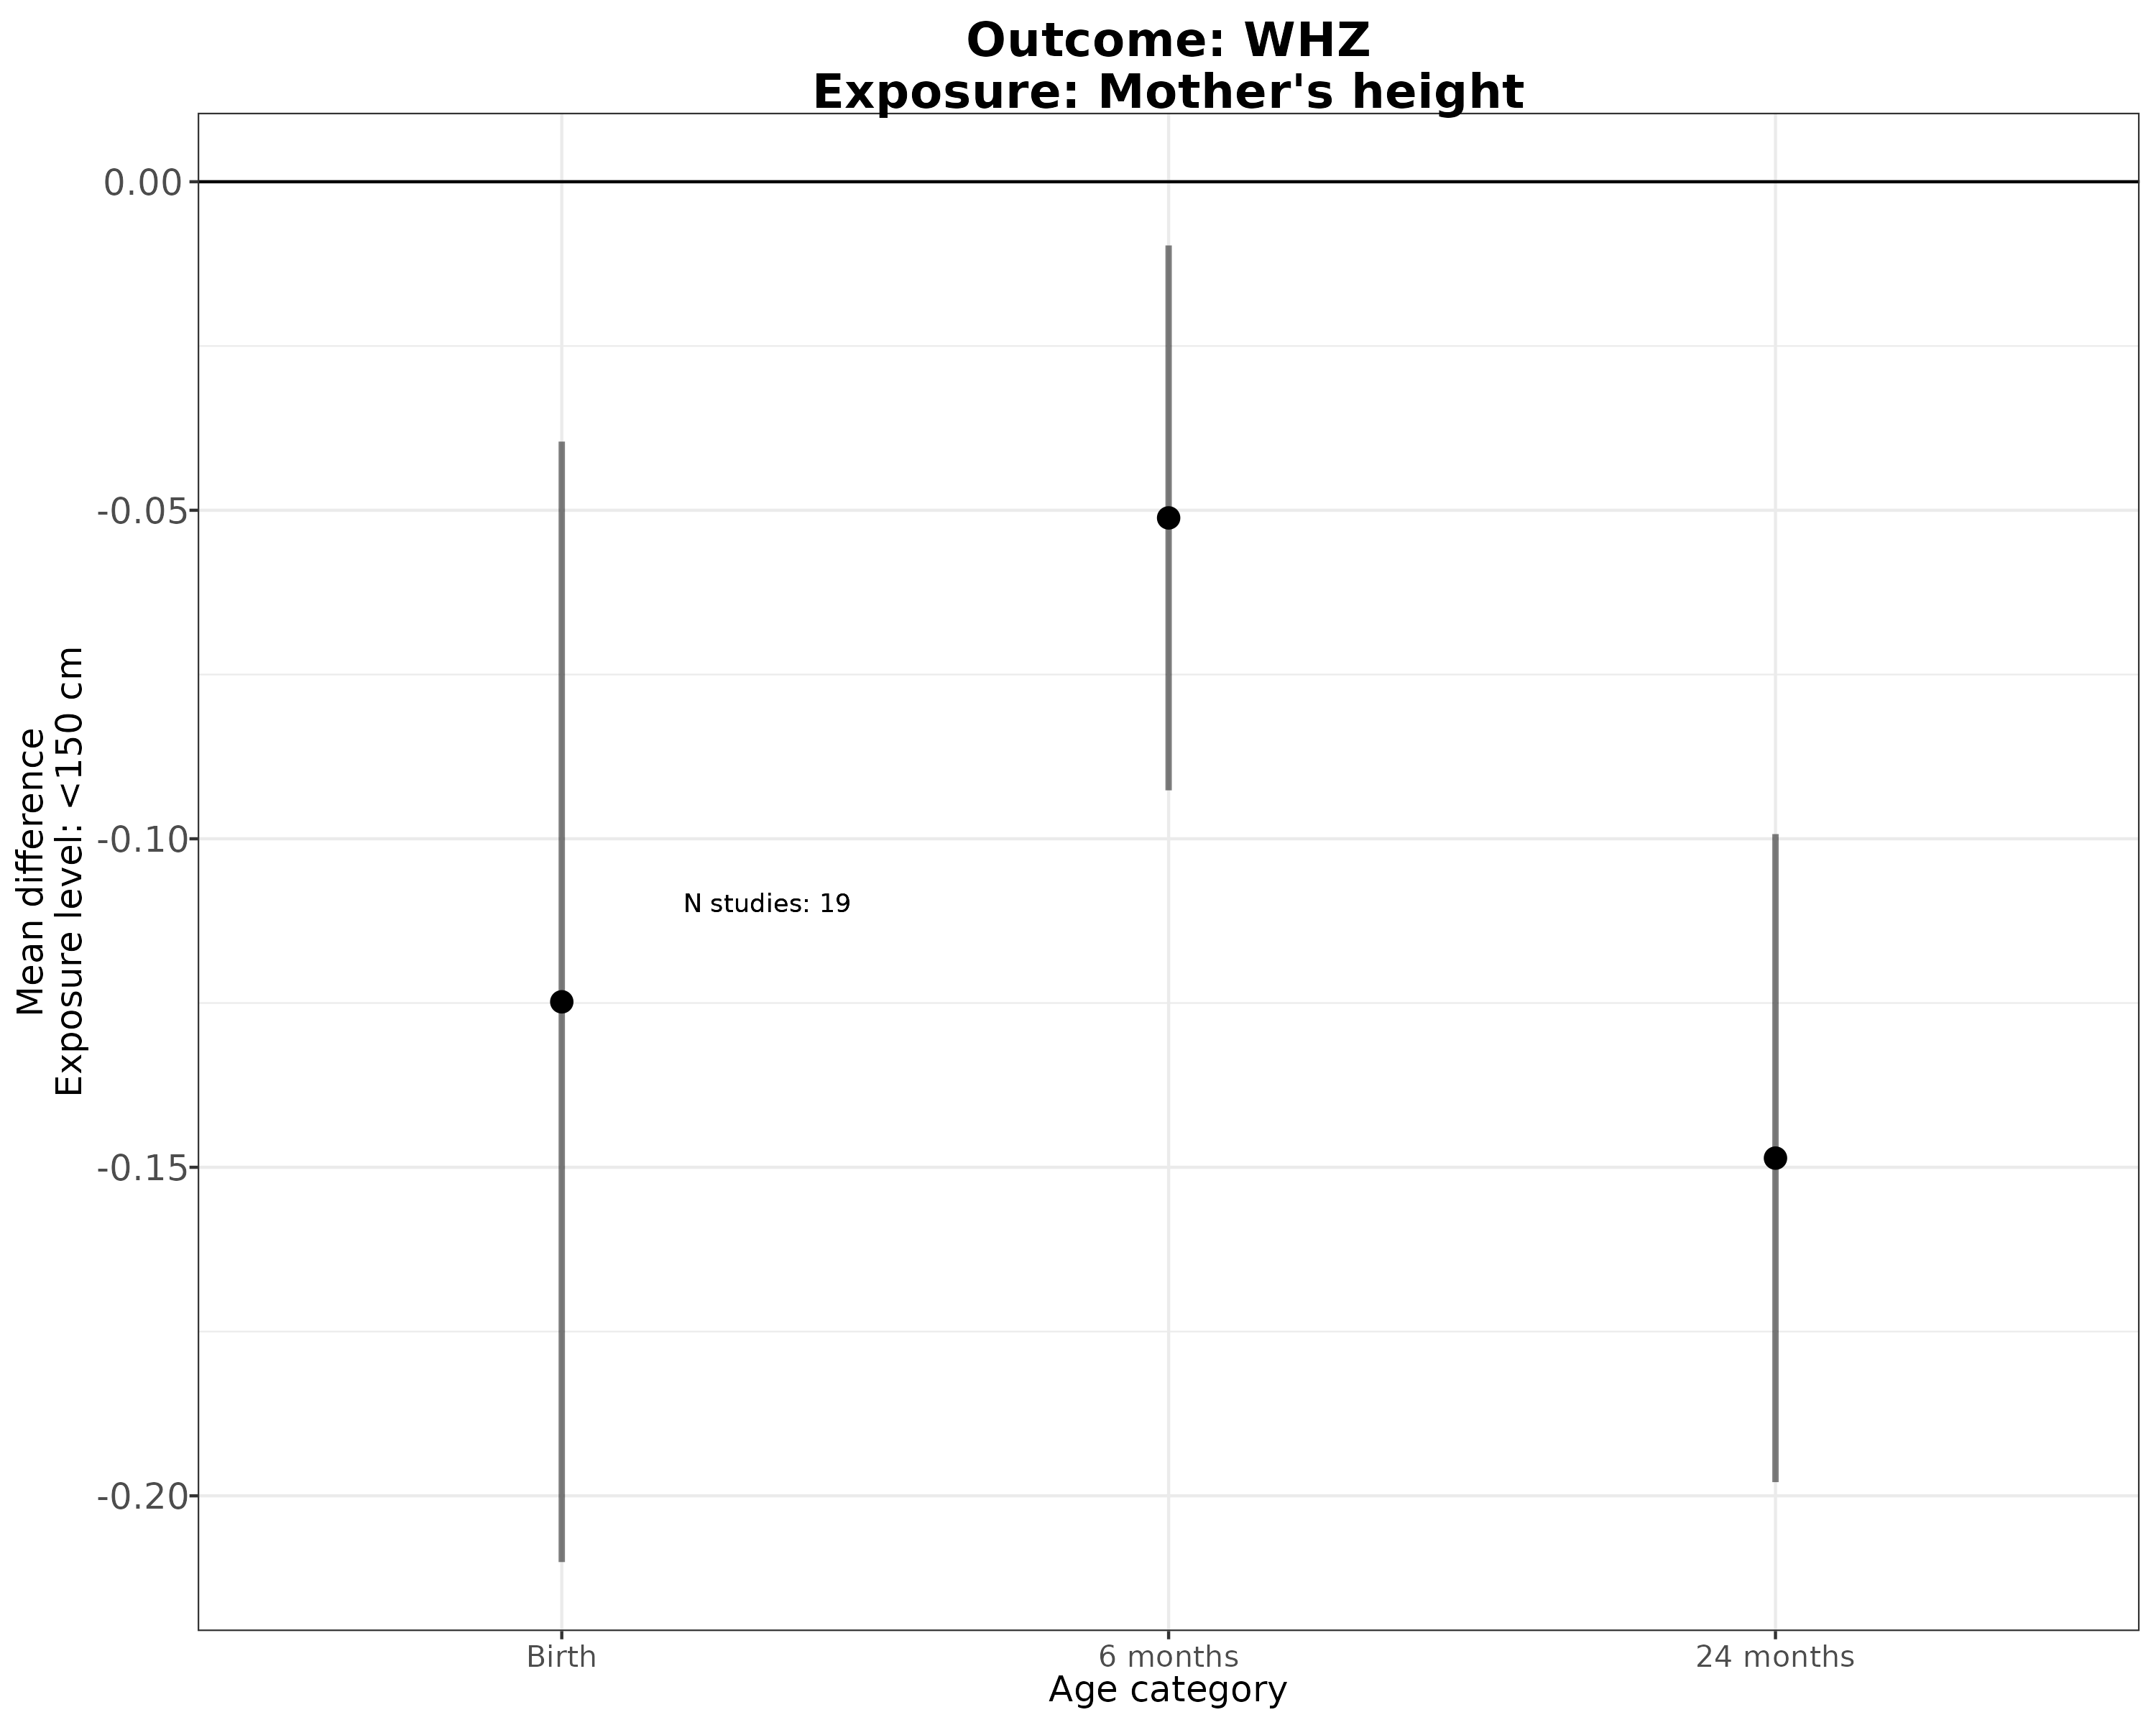 Outcome: WHZ
Exposure: Mother's height
Mean difference
Exposure level: <150 cm
0.00
-0.05
-0.10
-0.15
-0.20
N studies: 19
Birth
6 months
24 months
Age category